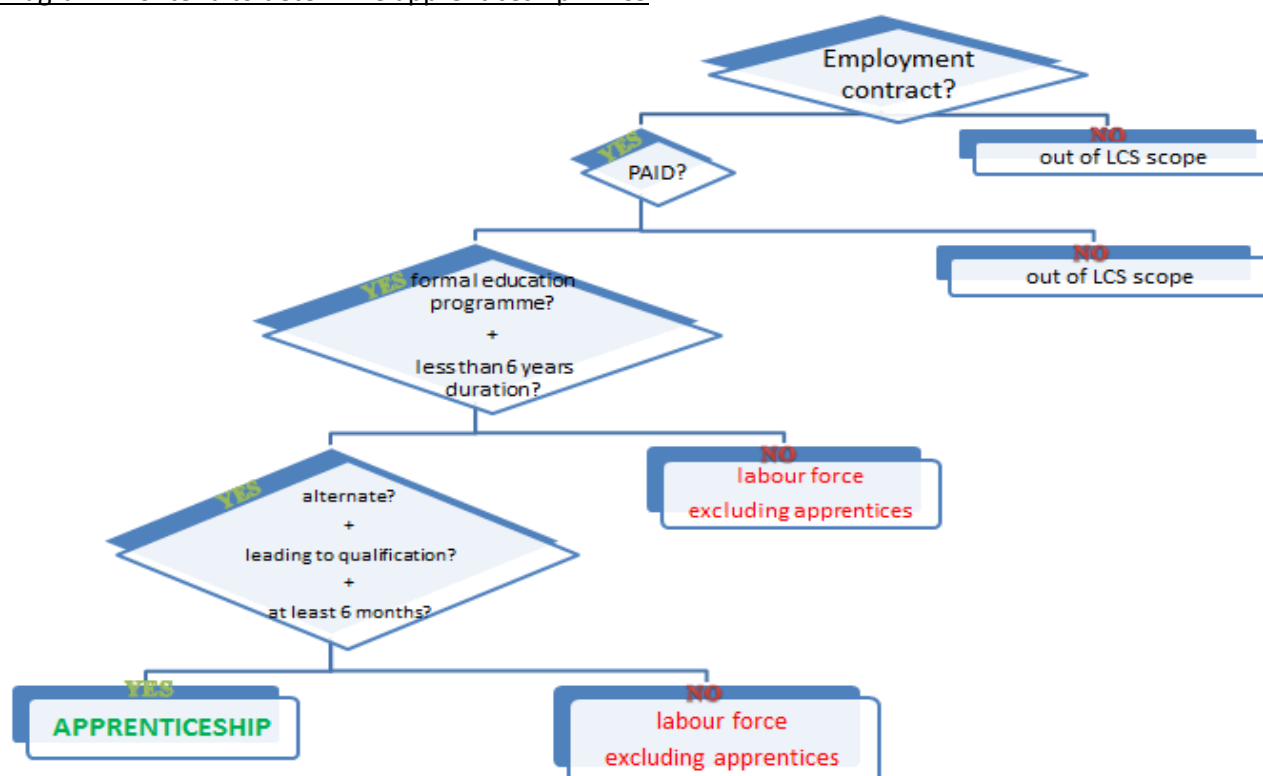 Employment
contract?
NO
out of LCS scope
YES
PAID?
NO
out of LCS scope
YES
formal education
programme?
+
less than 6 years
duration?
NO
labour force
excluding apprentices
YES
alternate?
+
leading to qualification?
+
at least 6 months?
YES
APPRENTICESHIP
NO
labour force
excluding apprentices